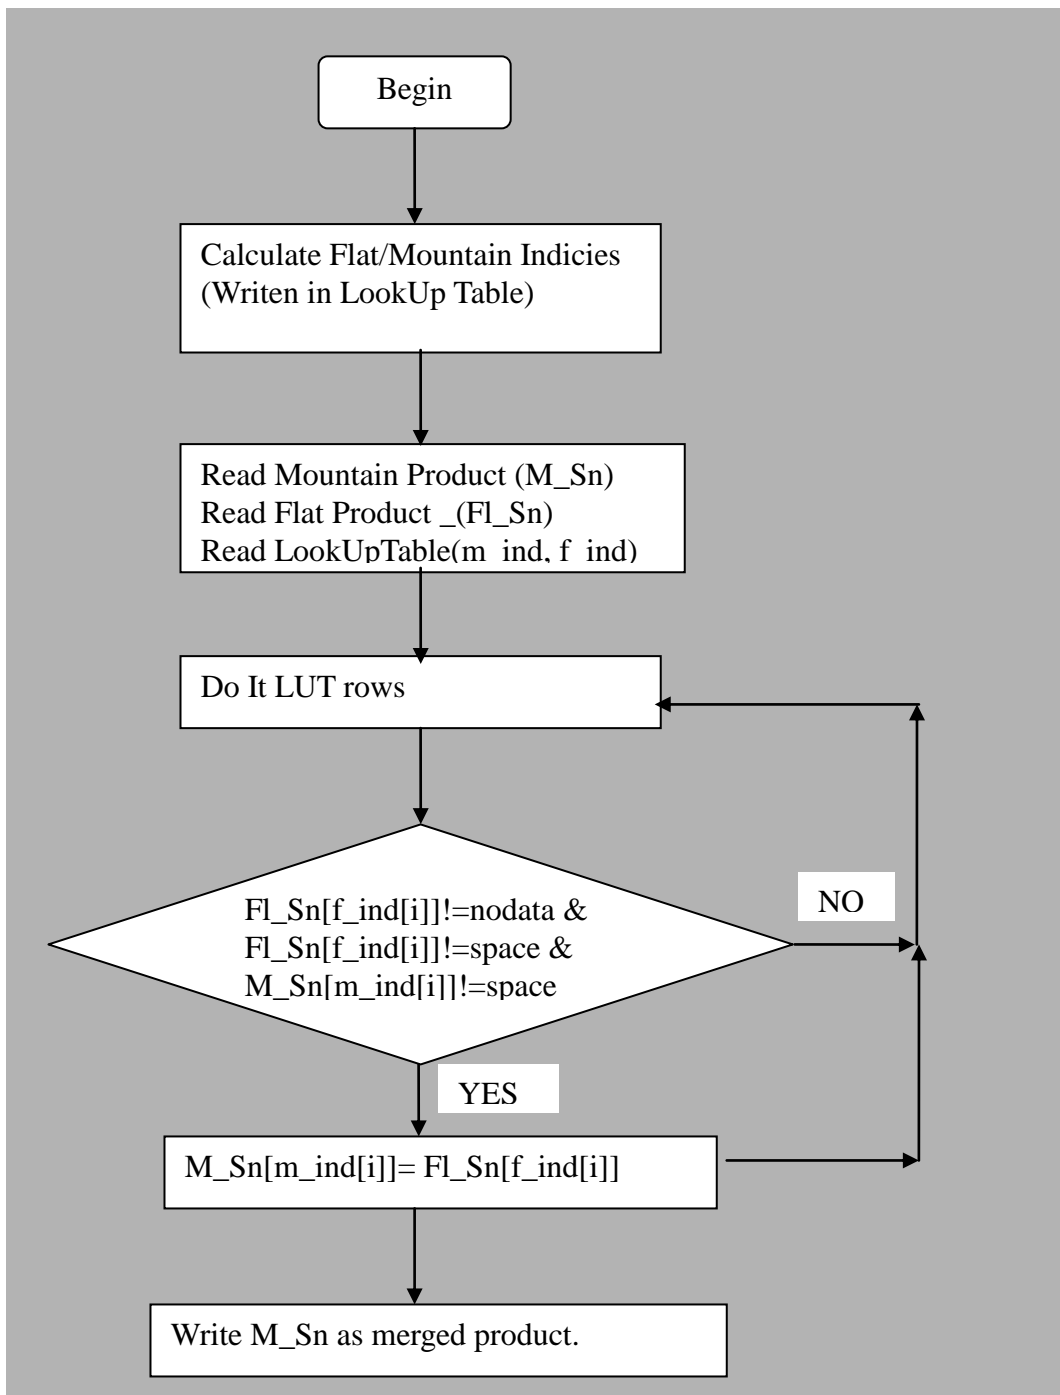 Begin
Calculate Flat/Mountain Indicies
(Writen in LookUp Table)
Read Mountain Product (M_Sn)
Read Flat Product _(Fl_Sn)
Read LookUpTable(m_ind, f_ind)
Do It LUT rows
Fl_Sn[f_ind[i]]!=nodata &
Fl_Sn[f_ind[i]]!=space &
M_Sn[m_ind[i]]!=space
NO
YES
M_Sn[m_ind[i]]= Fl_Sn[f_ind[i]]
Write M_Sn as merged product.